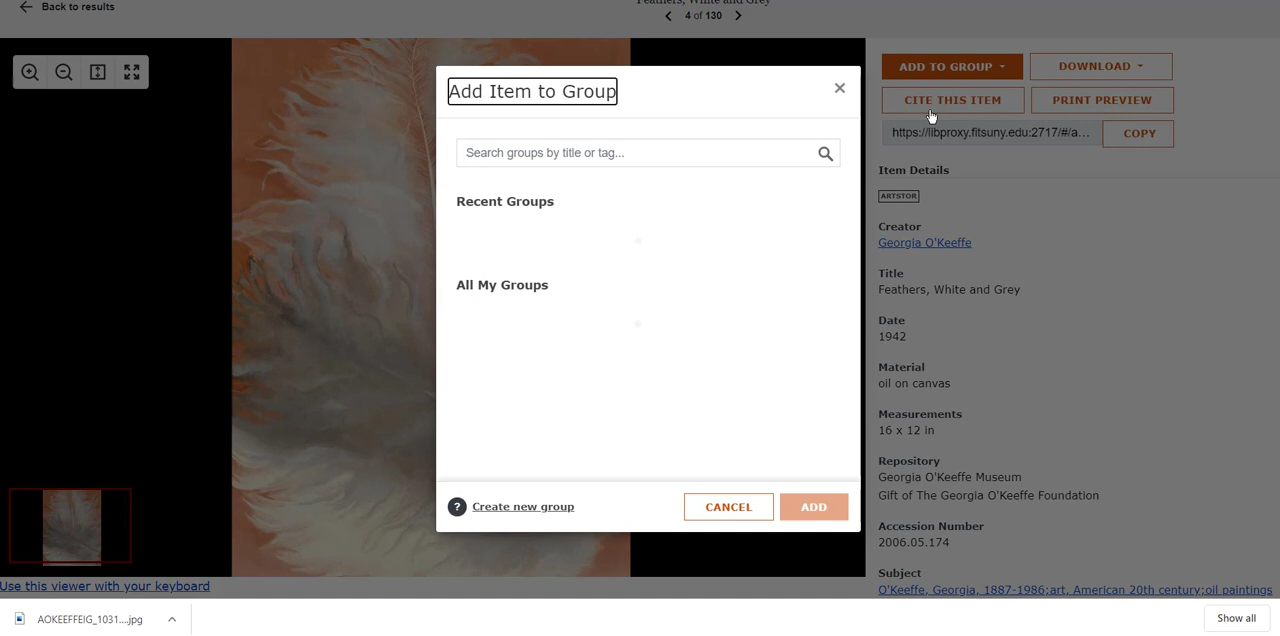 Back to results
Feathers, White and Grey
4 of 130
Add Item to Group
×
Search groups by title or tag...
Recent Groups
All My Groups
? Create new group
CANCEL
ADD
ADD TO GROUP
DOWNLOAD
CITE THIS ITEM
PRINT PREVIEW
https://libproxy.fitsuny.edu:2717/#/a...
COPY
Item Details
ARTSTOR
Creator
Georgia O'Keeffe
Title
Feathers, White and Grey
Date
1942
Material
oil on canvas
Measurements
16 x 12 in
Repository
Georgia O'Keeffe Museum
Gift of The Georgia O'Keeffe Foundation
Accession Number
2006.05.174
Subject
O'Keeffe, Georgia, 1887-1986;art, American 20th century;oil paintings
Use this viewer with your keyboard
AOKEEFFEIG_1031....jpg
Show all